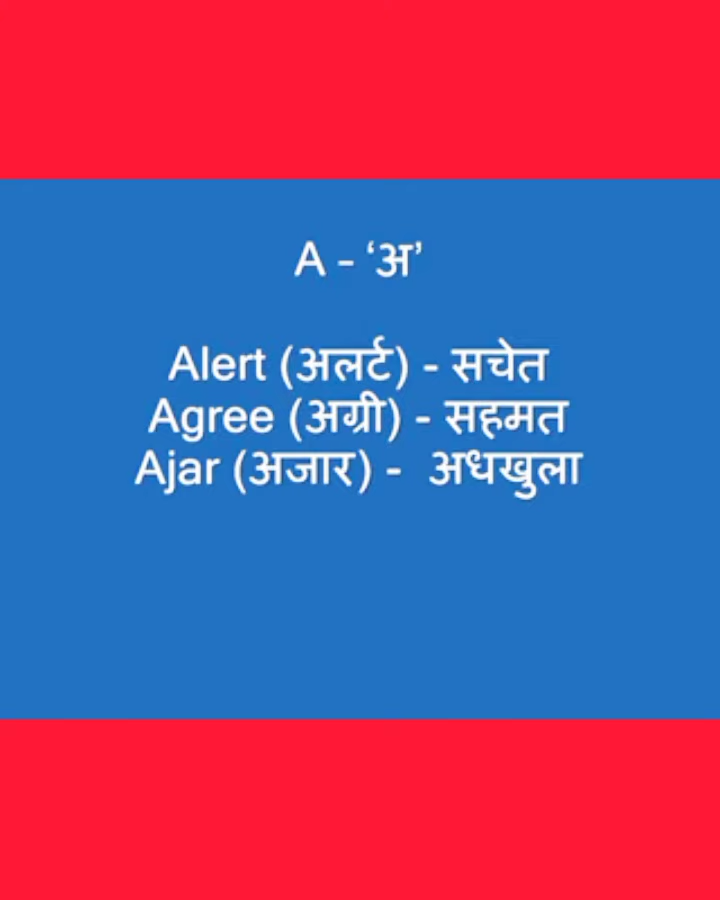 A - ‘अ’
Alert (अलर्ट) - सचेत
Agree (अग्री) - सहमत
Ajar (अजार) - अधखुला